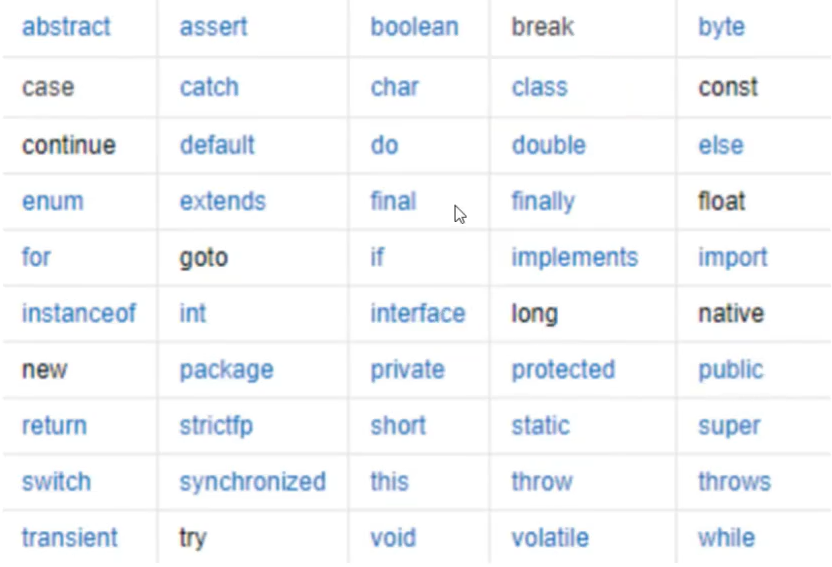 abstract assert boolean break byte
case catch char class const
continue default do double else
enum extends final finally float
for goto if implements import
instanceof int interface long native
new package private protected public
return strictfp short static super
switch synchronized this throw throws
transient try void volatile while